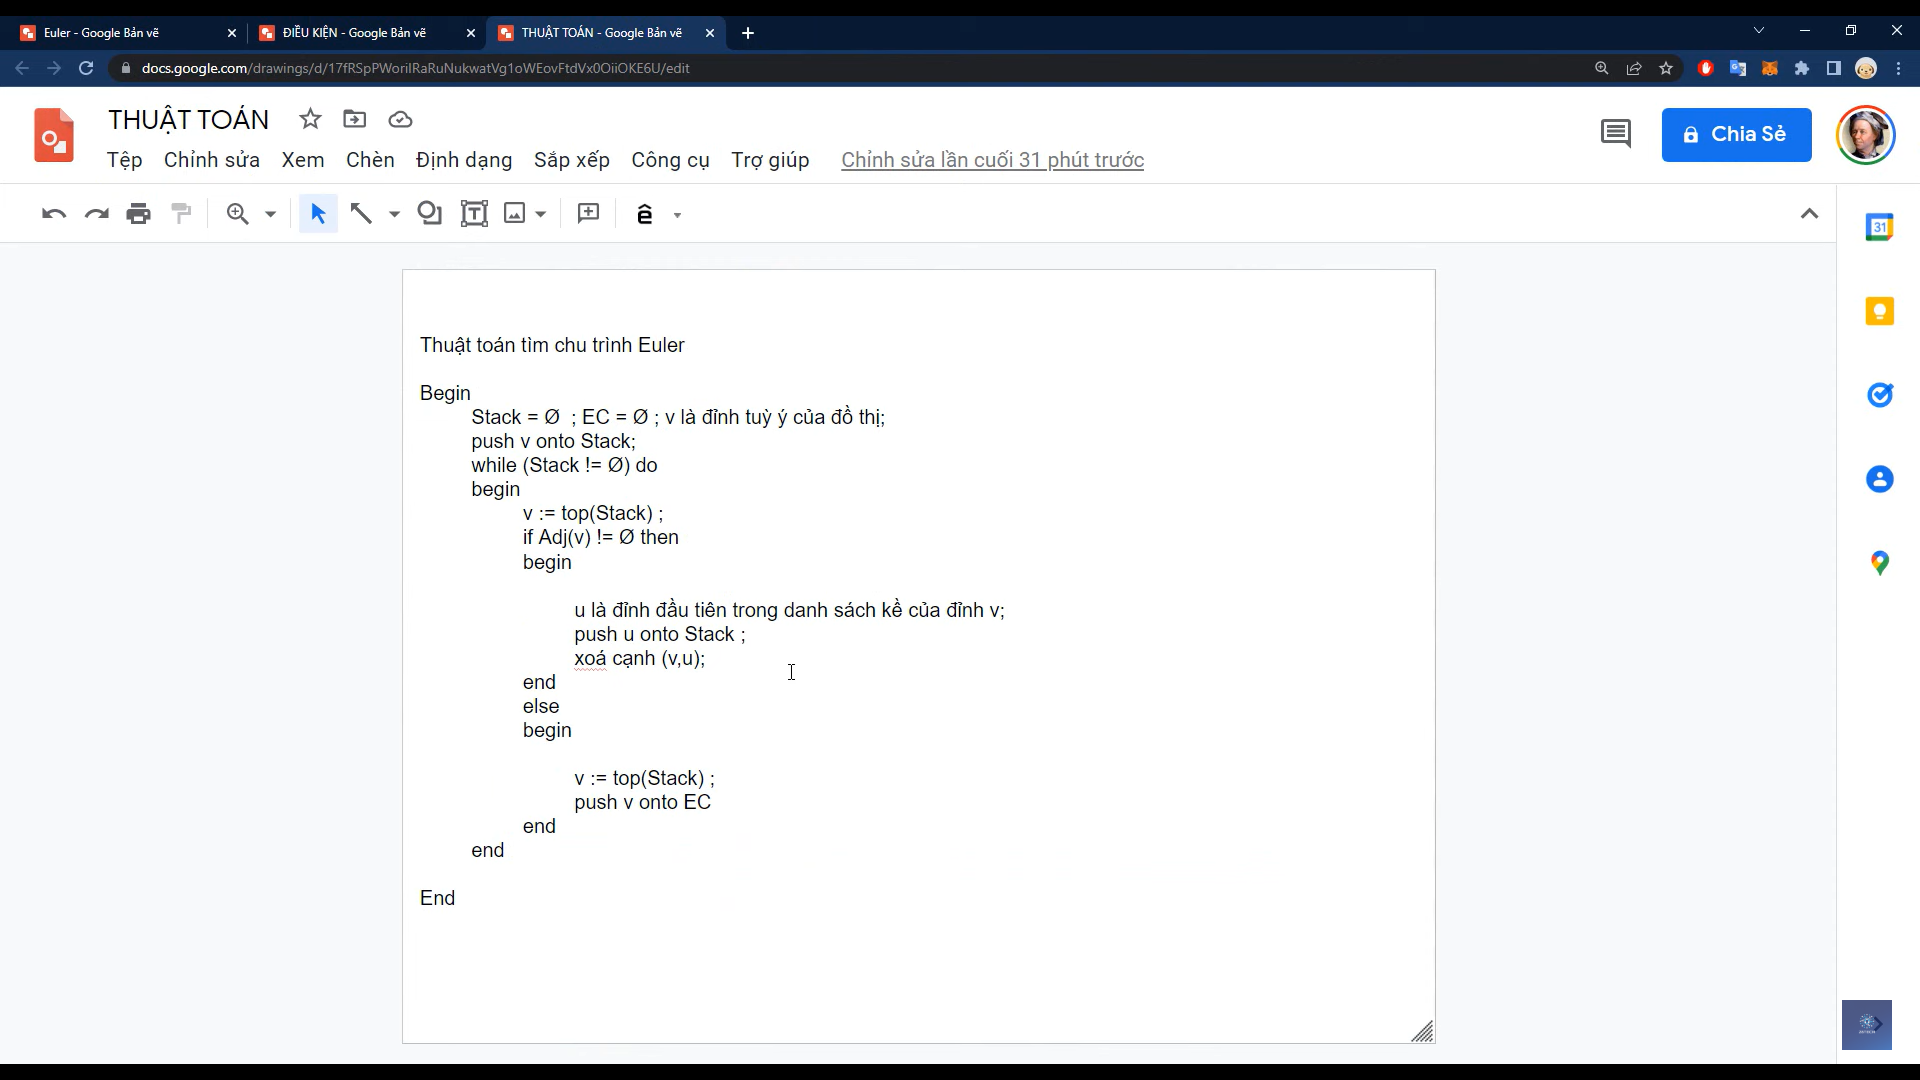 Euler - Google Bản vẽ
ĐIỀU KIỆN - Google Bản vẽ
THUẬT TOÁN - Google Bản vẽ
docs.google.com/drawings/d/17fRSpPWoriIRaRuNukwatVg1oWEovFtdVx0OiiOKE6U/edit
THUẬT TOÁN
Chia Sẻ
Tệp Chỉnh sửa Xem Chèn Định dạng Sắp xếp Công cụ Trợ giúp Chỉnh sửa lần cuối 31 phút trước
ê
31
Thuật toán tìm chu trình Euler
Begin
Stack = Ø ; EC = Ø ; v là đỉnh tuỳ ý của đồ thị;
push v onto Stack;
while (Stack != Ø) do
begin
v := top(Stack) ;
if Adj(v) != Ø then
begin
u là đỉnh đầu tiên trong danh sách kề của đỉnh v;
push u onto Stack ;
xoá cạnh (v,u);
end
else
begin
v := top(Stack) ;
push v onto EC
end
end
End